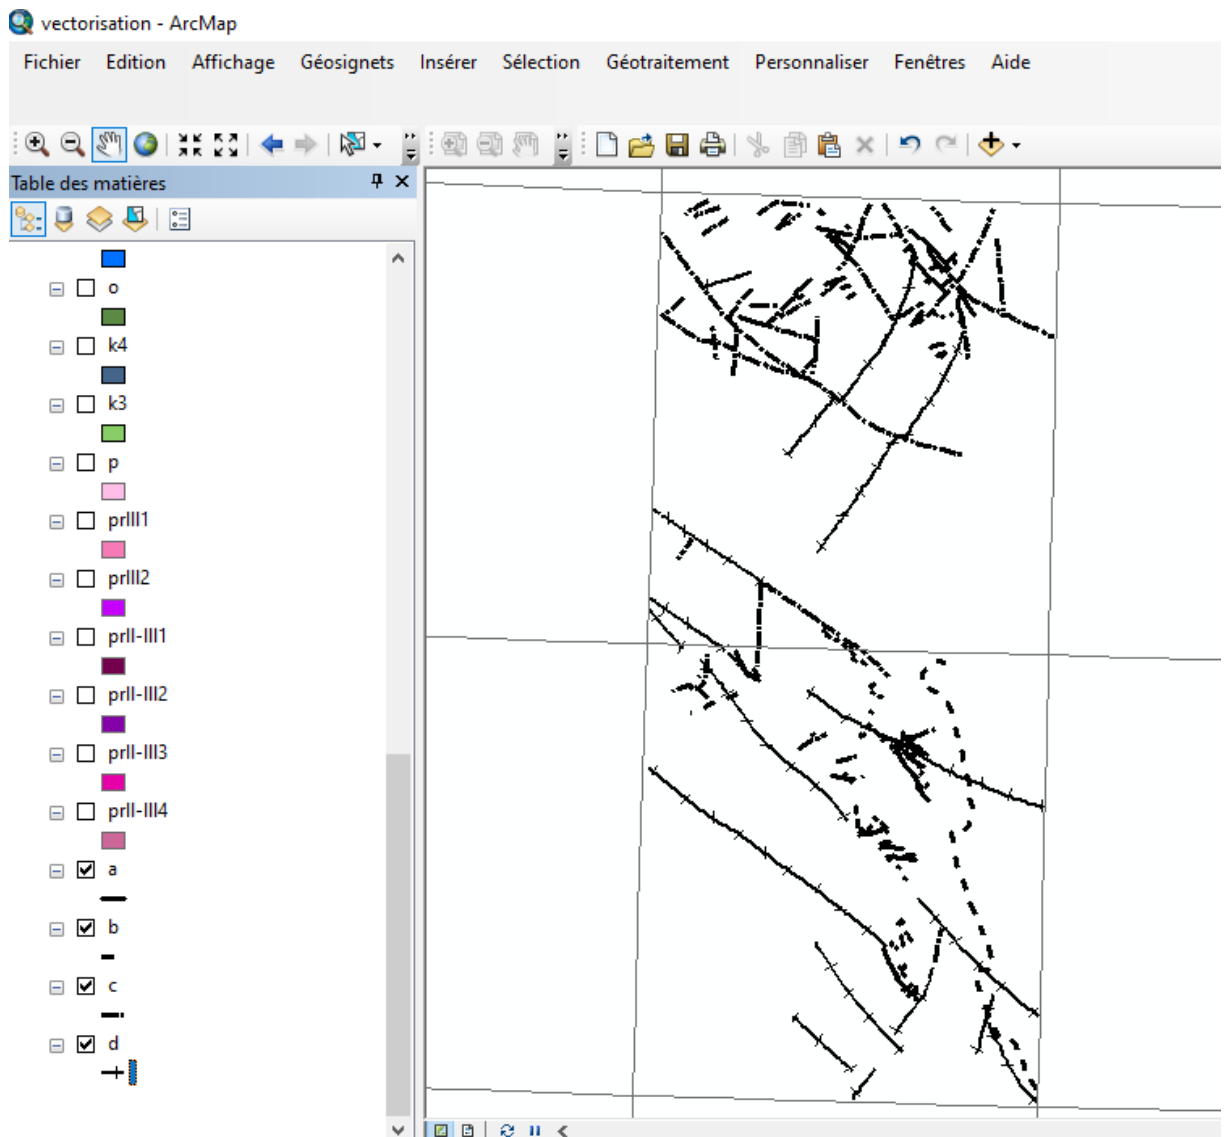 vectorisation - ArcMap
Fichier Edition Affichage Géosignets Insérer Sélection Géotraitement Personnaliser Fenêtres Aide
Table des matières
o
k4
k3
p
prIII1
prIII2
prII-III1
prII-III2
prII-III3
prII-III4
a
b
c
d